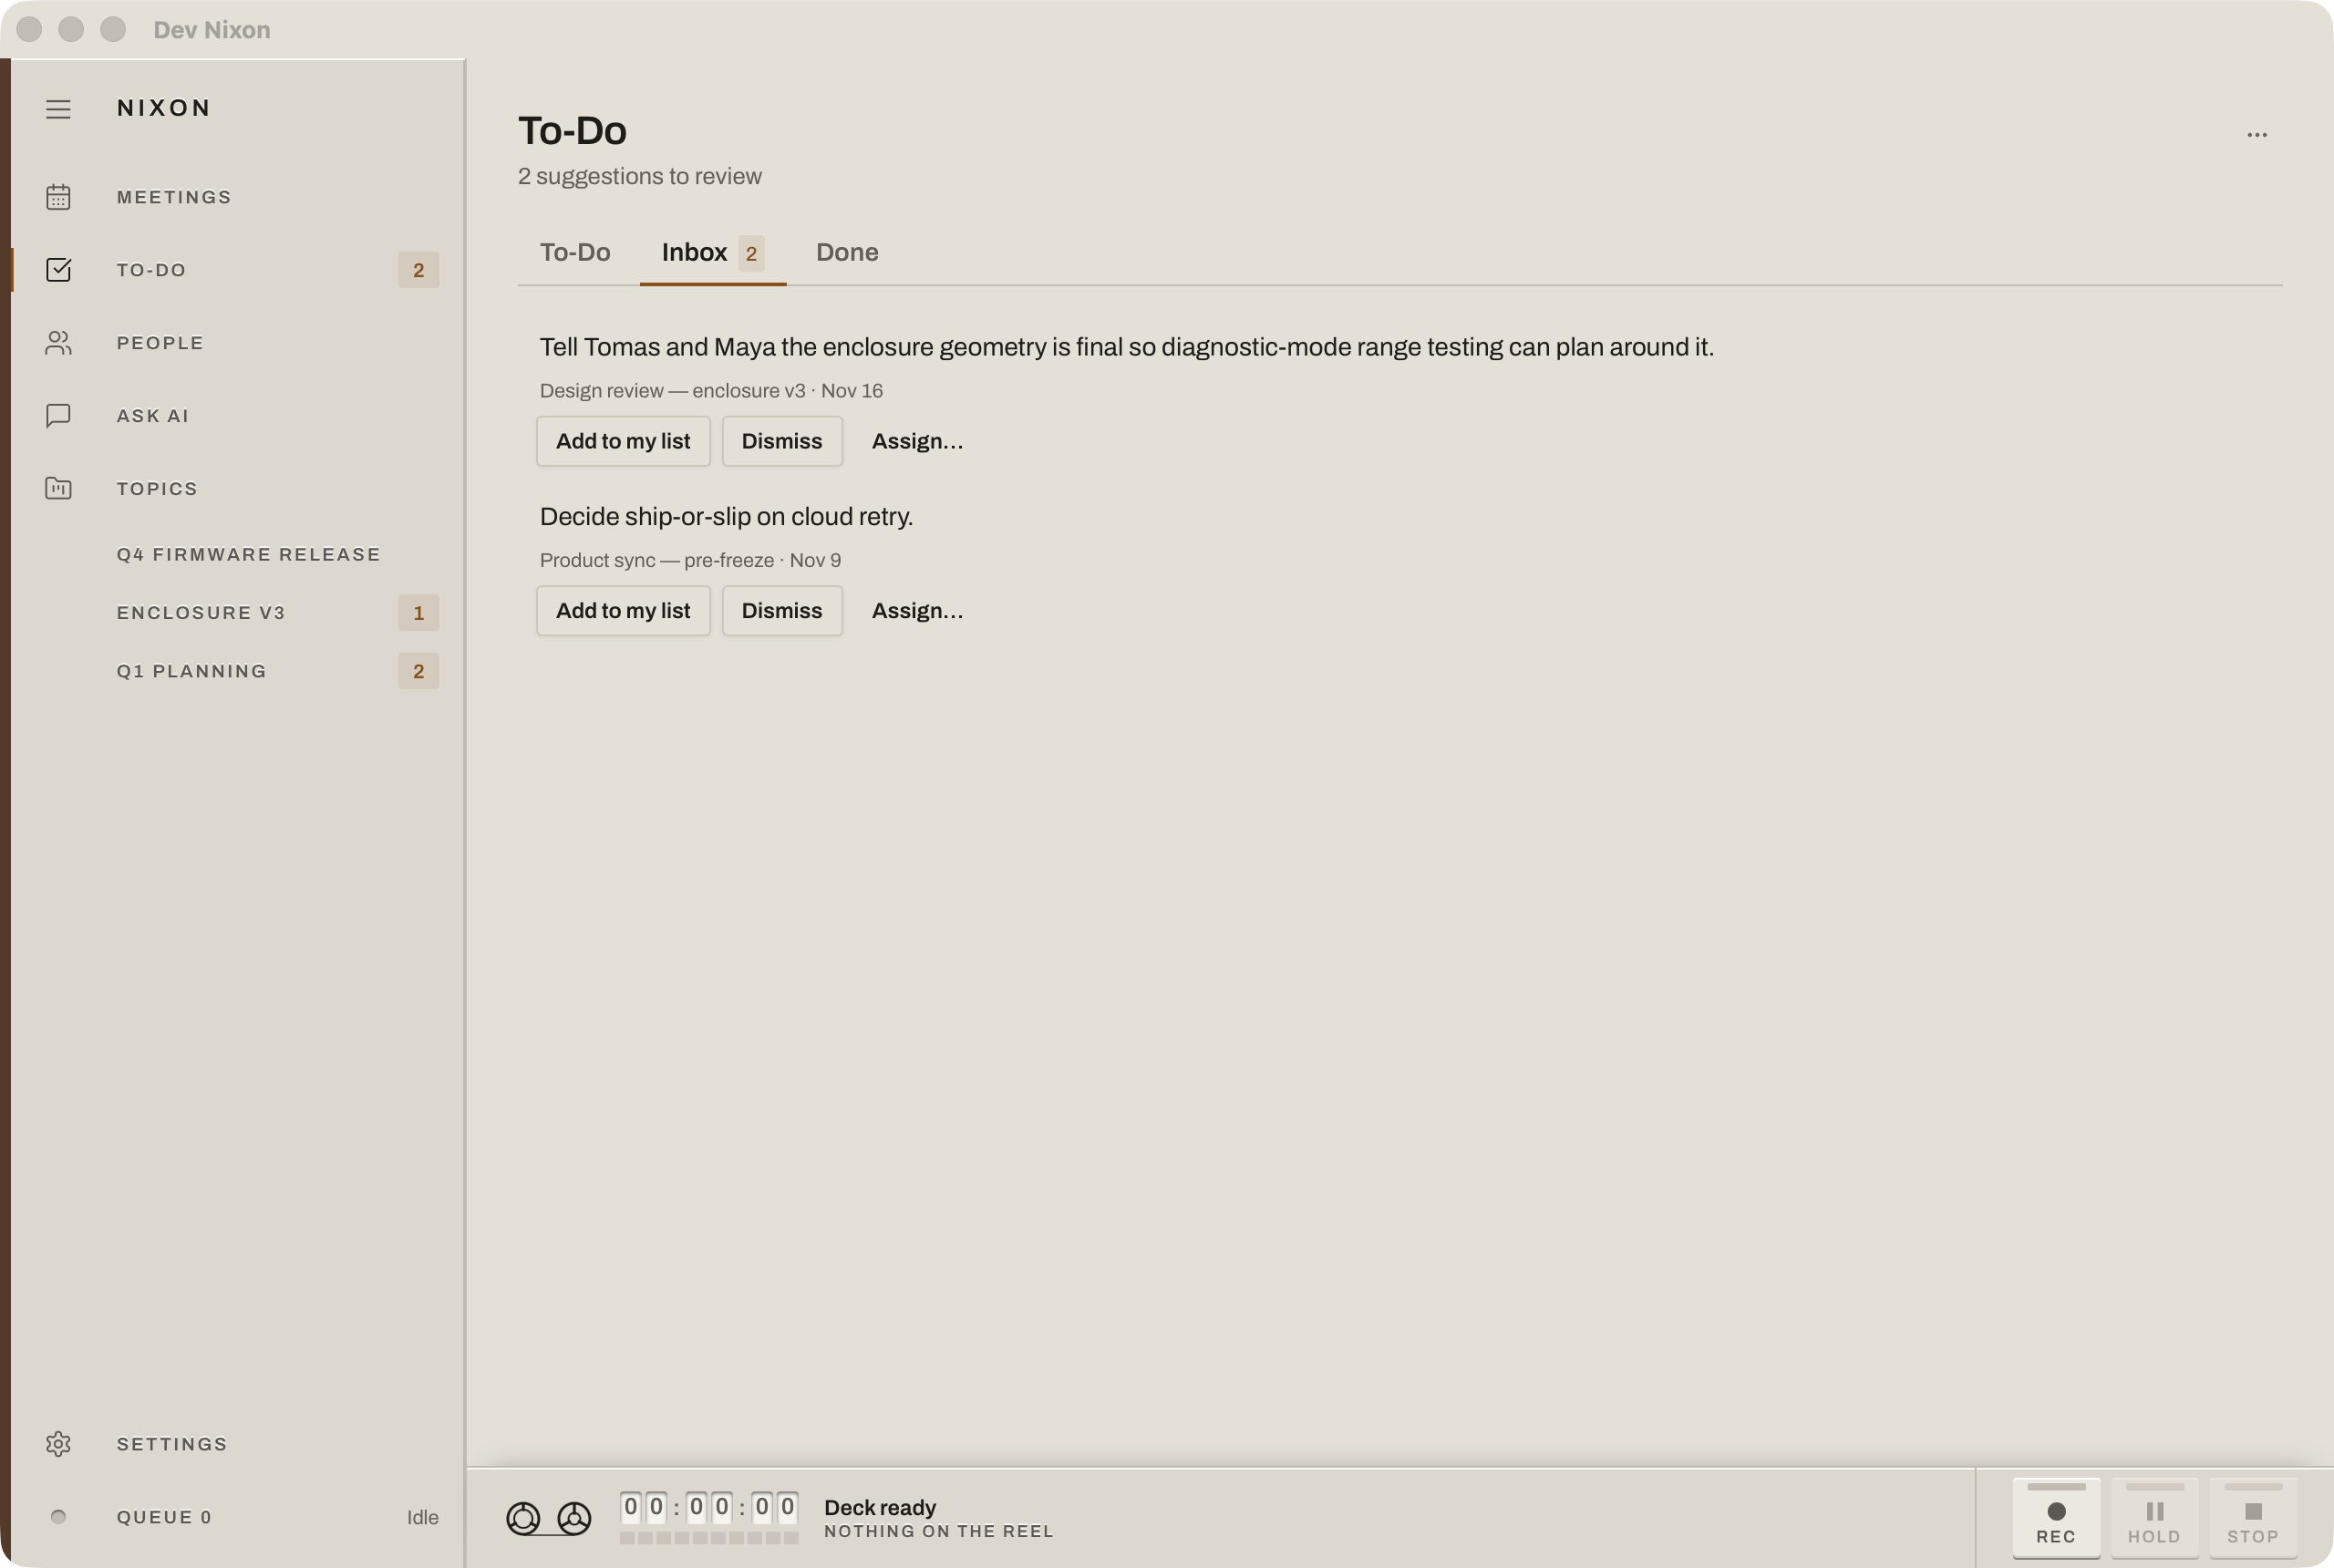 Dev Nixon
NIXON
MEETINGS
TO-DO 2
PEOPLE
ASK AI
TOPICS
Q4 FIRMWARE RELEASE
ENCLOSURE V3 1
Q1 PLANNING 2
SETTINGS
QUEUE 0 Idle
To-Do
2 suggestions to review
To-Do Inbox 2 Done
Tell Tomas and Maya the enclosure geometry is final so diagnostic-mode range testing can plan around it.
Design review — enclosure v3 · Nov 16
Add to my list Dismiss Assign...
Decide ship-or-slip on cloud retry.
Product sync — pre-freeze · Nov 9
Add to my list Dismiss Assign...
00:00:00
Deck ready
NOTHING ON THE REEL
REC HOLD STOP